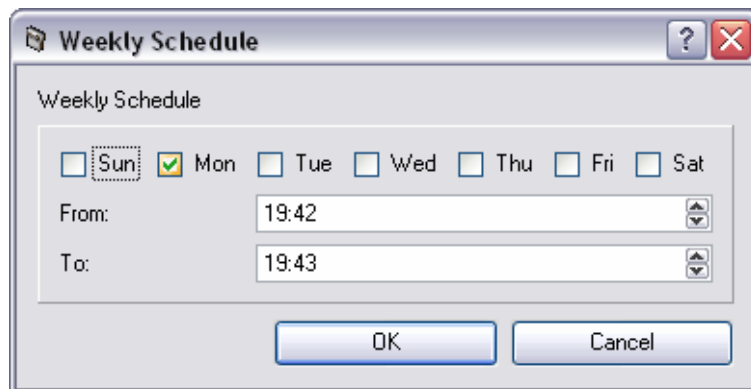 Weekly Schedule
Weekly Schedule
Sun Mon Tue Wed Thu Fri Sat
From: 19:42
To: 19:43
OK Cancel